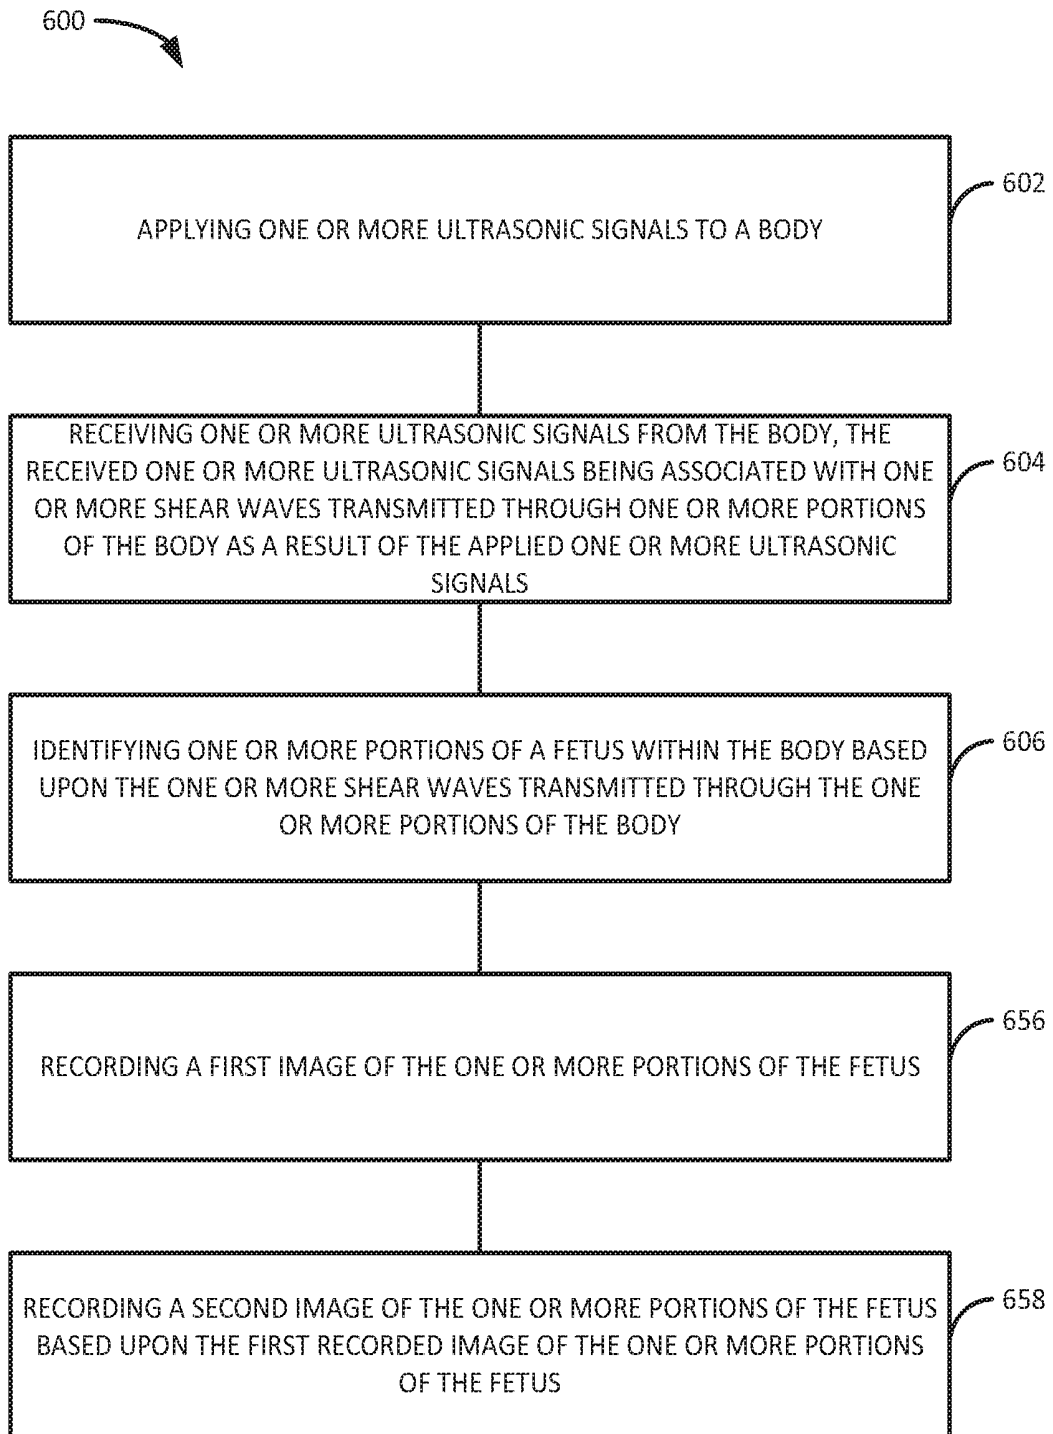 600
APPLYING ONE OR MORE ULTRASONIC SIGNALS TO A BODY
602
RECEIVING ONE OR MORE ULTRASONIC SIGNALS FROM THE BODY, THE
RECEIVED ONE OR MORE ULTRASONIC SIGNALS BEING ASSOCIATED WITH ONE
OR MORE SHEAR WAVES TRANSMITTED THROUGH ONE OR MORE PORTIONS
OF THE BODY AS A RESULT OF THE APPLIED ONE OR MORE ULTRASONIC
SIGNALS
604
IDENTIFYING ONE OR MORE PORTIONS OF A FETUS WITHIN THE BODY BASED
UPON THE ONE OR MORE SHEAR WAVES TRANSMITTED THROUGH THE ONE
OR MORE PORTIONS OF THE BODY
606
RECORDING A FIRST IMAGE OF THE ONE OR MORE PORTIONS OF THE FETUS
656
RECORDING A SECOND IMAGE OF THE ONE OR MORE PORTIONS OF THE FETUS
BASED UPON THE FIRST RECORDED IMAGE OF THE ONE OR MORE PORTIONS
OF THE FETUS
658